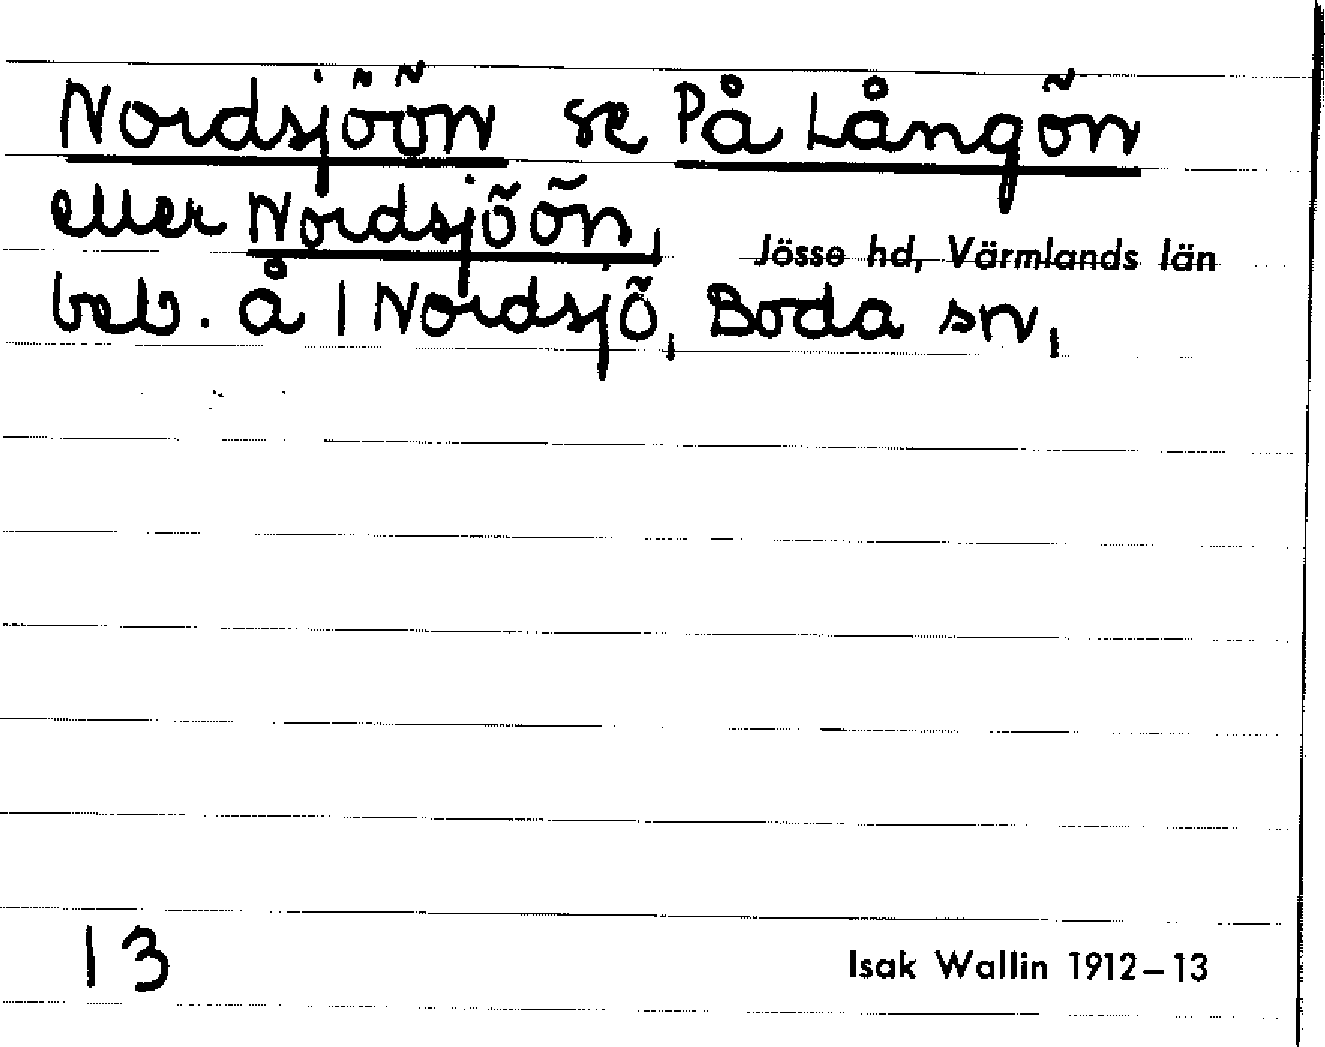 Nordsjöön se På Långön
eller Nordsjöön,
Jösse hd, Värmlands län
beb. å 1 Nordsjö, Boda sn,
13
Isak Wallin 1912–13